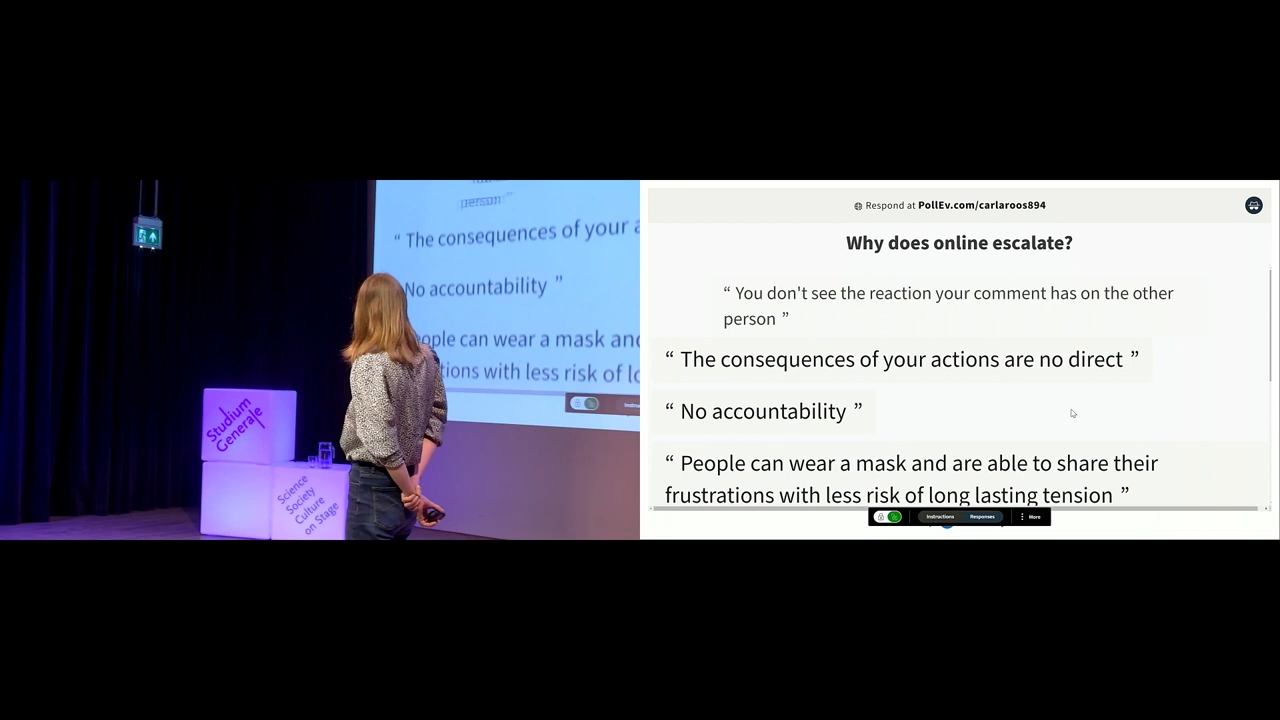 person ”
“ The consequences of your a
No accountability ”
ople can wear a mask and
tions with less risk of lo
Studium
Generale
Science
Society
Culture
on Stage
Respond at PollEv.com/carlaroos894
Why does online escalate?
“ You don't see the reaction your comment has on the other
person ”
“ The consequences of your actions are no direct ”
“ No accountability ”
“ People can wear a mask and are able to share their
frustrations with less risk of long lasting tension ”
Instructions Responses More